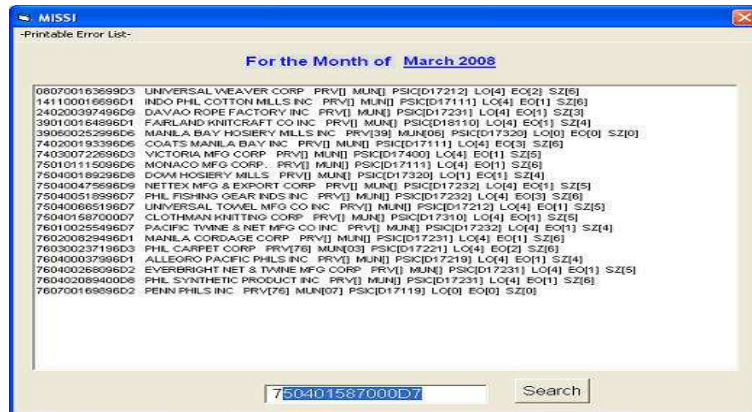 MISSI
-Printable Error List-
For the Month of March 2008
080700163699D3 UNIVERSAL WEAVER CORP PRV[] MUN[] PSIC[D17212] LO[4] EO[2] SZ[6]
141100016696D1 INDO PHIL COTTON MILLS INC PRV[] MUN[] PSIC[D17111] LO[4] EO[1] SZ[6]
240200397496D9 DAVAO ROPE FACTORY INC PRV[] MUN[] PSIC[D17231] LO[4] EO[1] SZ[3]
390100164896D1 FAIRLAND KNITCRAFT CO INC PRV[] MUN[] PSIC[D18110] LO[4] EO[1] SZ[4]
390600252996D6 MANILA BAY HOSIERY MILLS INC PRV[39] MUN[06] PSIC[D17320] LO[0] EO[0] SZ[0]
740200193396D6 COATS MANILA BAY INC PRV[] MUN[] PSIC[D17111] LO[4] EO[3] SZ[6]
740300722696D3 VICTORIA MFG CORP PRV[] MUN[] PSIC[D17400] LO[4] EO[1] SZ[5]
750101115096D6 MONACO MFG CORP. PRV[] MUN[] PSIC[D17111] LO[4] EO[1] SZ[6]
750400189296D8 DOWI HOSIERY MILLS PRV[] MUN[] PSIC[D17320] LO[1] EO[1] SZ[4]
750400475696D9 NETTEX MFG & EXPORT CORP PRV[] MUN[] PSIC[D17232] LO[4] EO[1] SZ[5]
750400518996D7 PHIL FISHING GEAR INDS INC PRV[] MUN[] PSIC[D17232] LO[4] EO[3] SZ[6]
750400665196D7 UNIVERSAL TOWEL MFG CO INC PRV[] MUN[] PSIC[D17212] LO[4] EO[1] SZ[5]
750401587000D7 CLOTHMAN KNITTING CORP PRV[] MUN[] PSIC[D17310] LO[4] EO[1] SZ[5]
760100255496D7 PACIFIC TWINE & NET MFG CO INC PRV[] MUN[] PSIC[D17232] LO[4] EO[1] SZ[4]
760200629496D1 MANILA CORDAGE CORP PRV[] MUN[] PSIC[D17231] LO[4] EO[1] SZ[6]
760300237196D3 PHIL CARPET CORP PRV[76] MUN[03] PSIC[D17221] LO[4] EO[2] SZ[6]
760400037996D1 ALLEGRO PACIFIC PHILS INC PRV[] MUN[] PSIC[D17219] LO[4] EO[1] SZ[4]
760400268096D2 EVERBRIGHT NET & TWINE MFG CORP PRV[] MUN[] PSIC[D17231] LO[4] EO[1] SZ[5]
760402089400D8 PHIL SYNTHETIC PRODUCT INC PRV[] MUN[] PSIC[D17231] LO[4] EO[1] SZ[6]
760700169896D2 PENN PHILS INC PRV[76] MUN[07] PSIC[D17119] LO[0] EO[0] SZ[0]
750401587000D7 Search